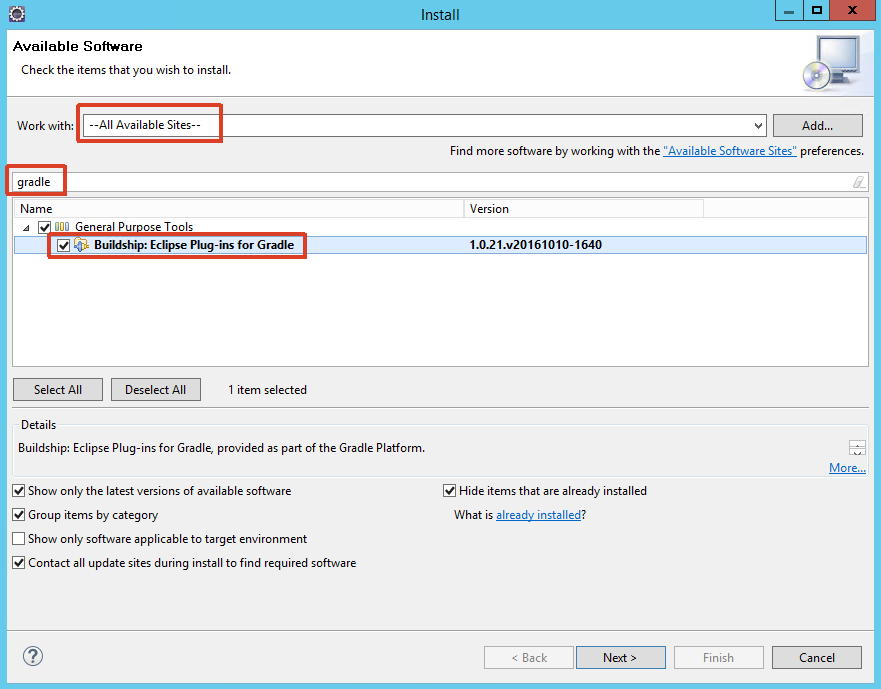 Install
Available Software
Check the items that you wish to install.
Work with: --All Available Sites-- Add...
Find more software by working with the "Available Software Sites" preferences.
gradle
Name Version
General Purpose Tools
Buildship: Eclipse Plug-ins for Gradle 1.0.21.v20161010-1640
Select All Deselect All 1 item selected
Details
Buildship: Eclipse Plug-ins for Gradle, provided as part of the Gradle Platform.
More...
Show only the latest versions of available software Hide items that are already installed
Group items by category What is already installed?
Show only software applicable to target environment
Contact all update sites during install to find required software
? < Back Next > Finish Cancel